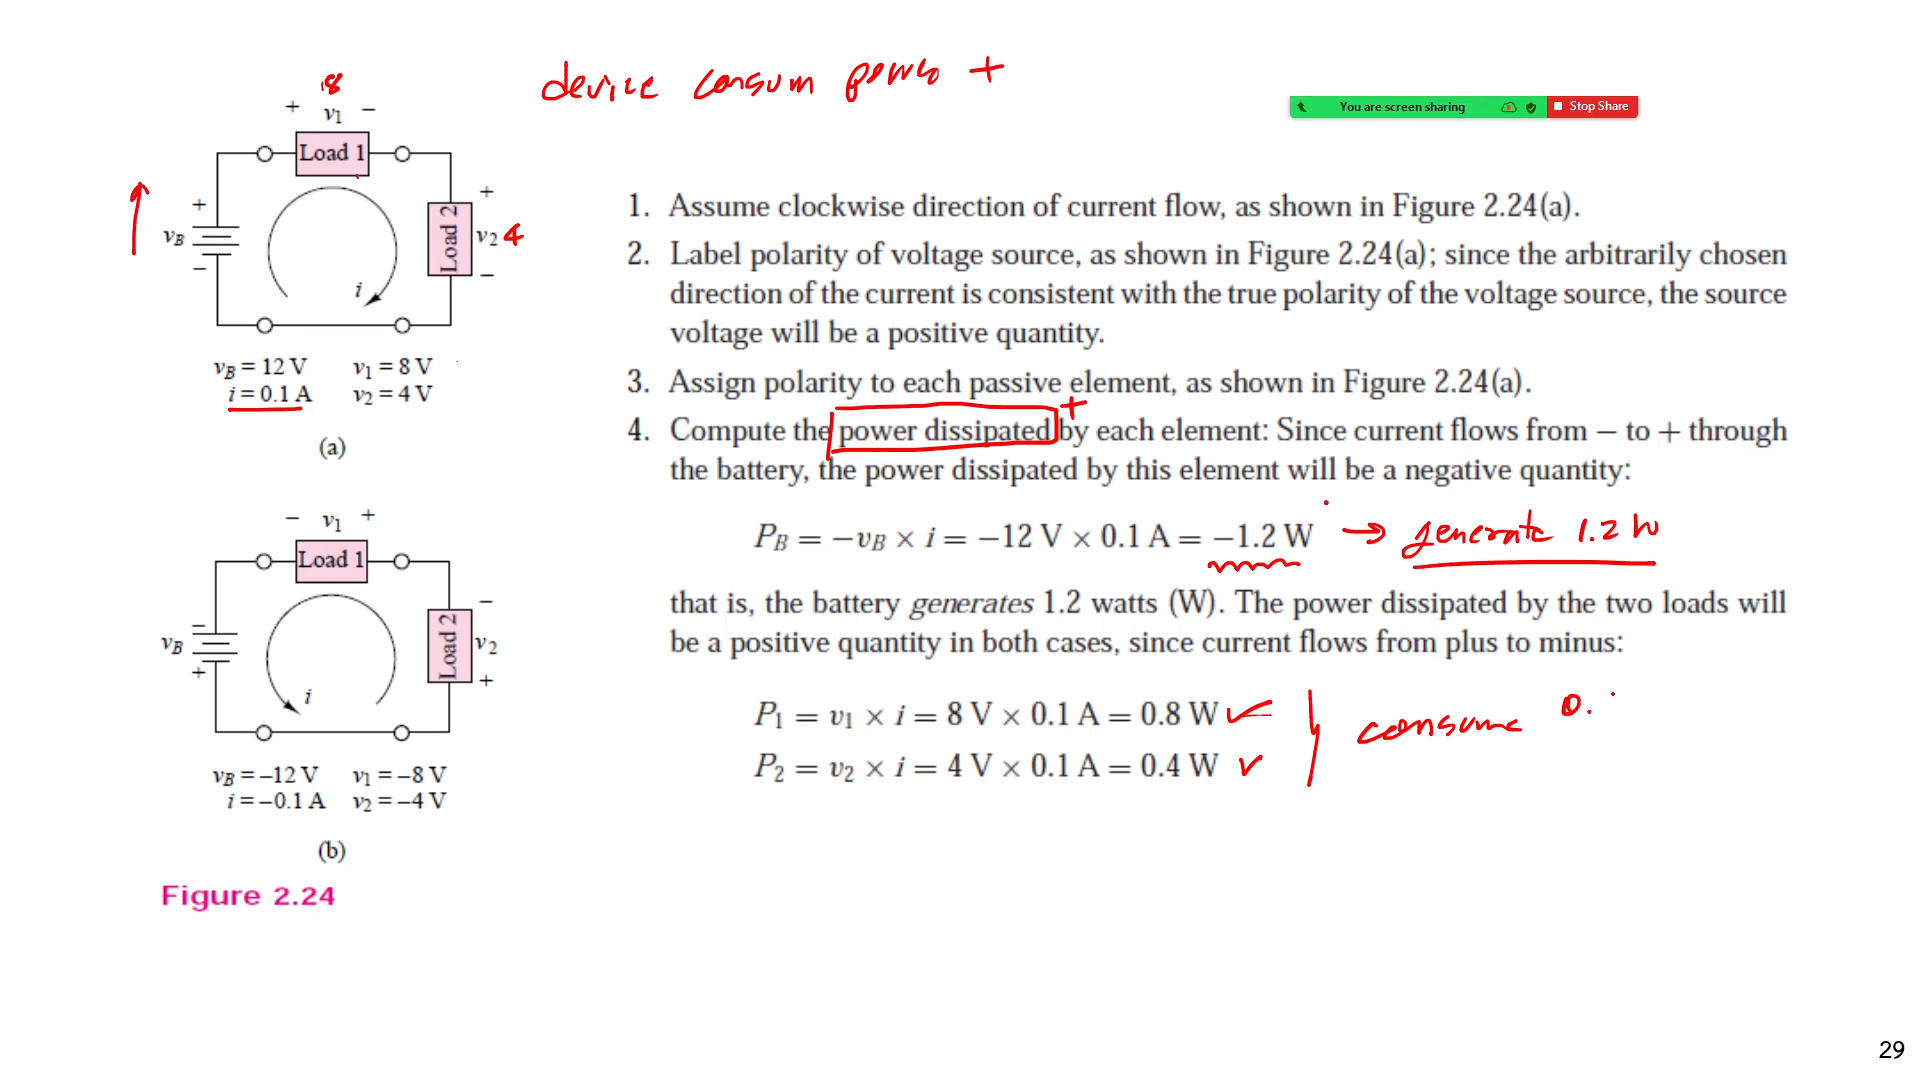 device consum power +
You are screen sharing
Stop Share
8
+ v1 −
Load 1
+
vB
−
+
Load 2
v2 4
−
i
vB = 12 V v1 = 8 V
i = 0.1 A v2 = 4 V
(a)
− v1 +
Load 1
−
vB
+
−
Load 2
v2
+
i
vB = −12 V v1 = −8 V
i = −0.1 A v2 = −4 V
(b)
Figure 2.24
1. Assume clockwise direction of current flow, as shown in Figure 2.24(a).
2. Label polarity of voltage source, as shown in Figure 2.24(a); since the arbitrarily chosen
direction of the current is consistent with the true polarity of the voltage source, the source
voltage will be a positive quantity.
3. Assign polarity to each passive element, as shown in Figure 2.24(a).
+
4. Compute the power dissipated by each element: Since current flows from − to + through
the battery, the power dissipated by this element will be a negative quantity:
PB = −vB × i = −12 V × 0.1 A = −1.2 W → generate 1.2 W
that is, the battery generates 1.2 watts (W). The power dissipated by the two loads will
be a positive quantity in both cases, since current flows from plus to minus:
P1 = v1 × i = 8 V × 0.1 A = 0.8 W
P2 = v2 × i = 4 V × 0.1 A = 0.4 W
consume 0.
29